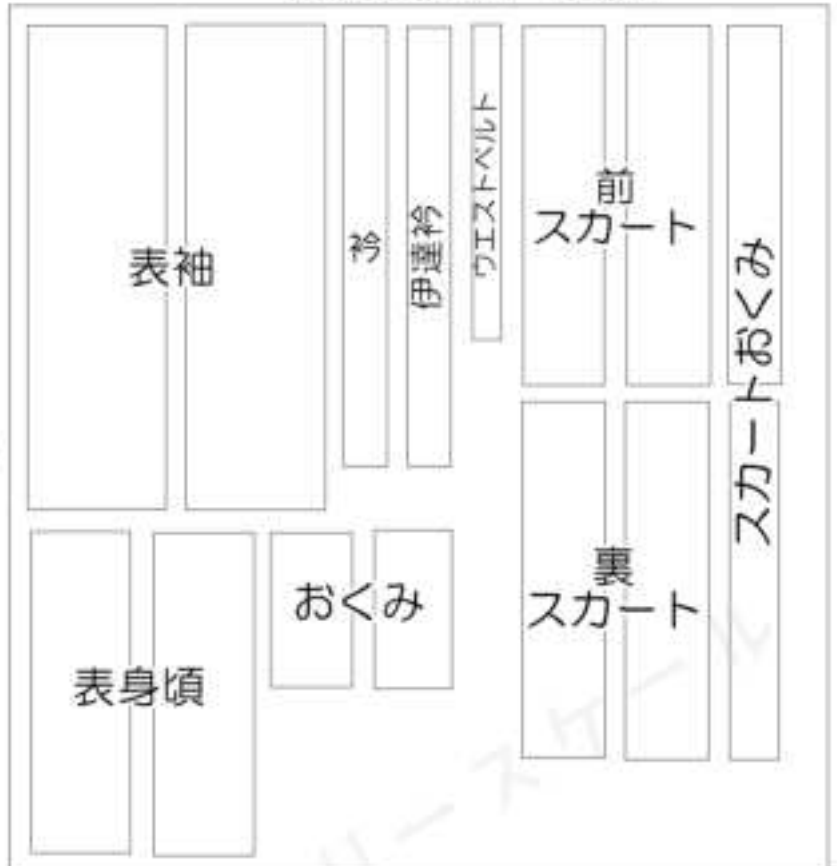 表袖
衿
伊達衿
ウエストベルト
前
スカート
スカートおくみ
表身頃
おくみ
裏
スカート